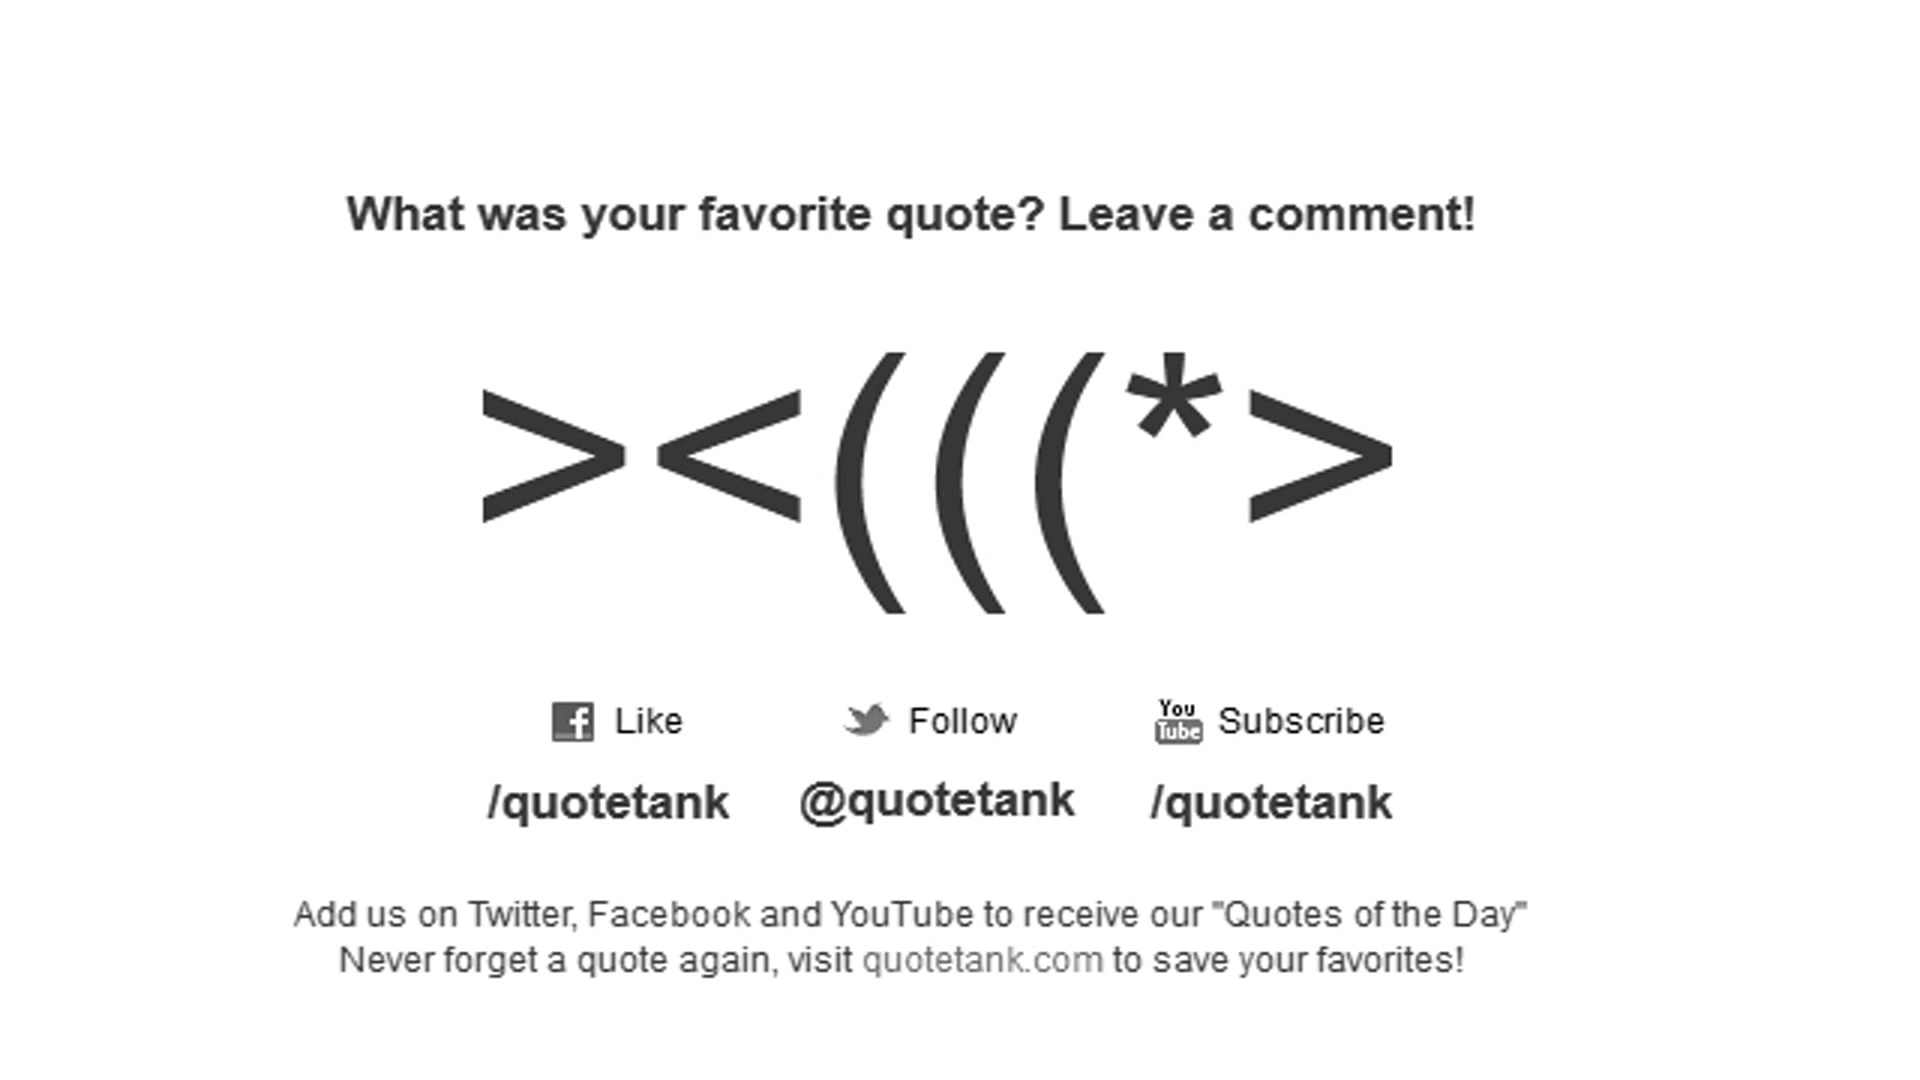 What was your favorite quote? Leave a comment!
><(((*>
f Like Follow You Tube Subscribe
/quotetank @quotetank /quotetank
Add us on Twitter, Facebook and YouTube to receive our "Quotes of the Day"
Never forget a quote again, visit quotetank.com to save your favorites!